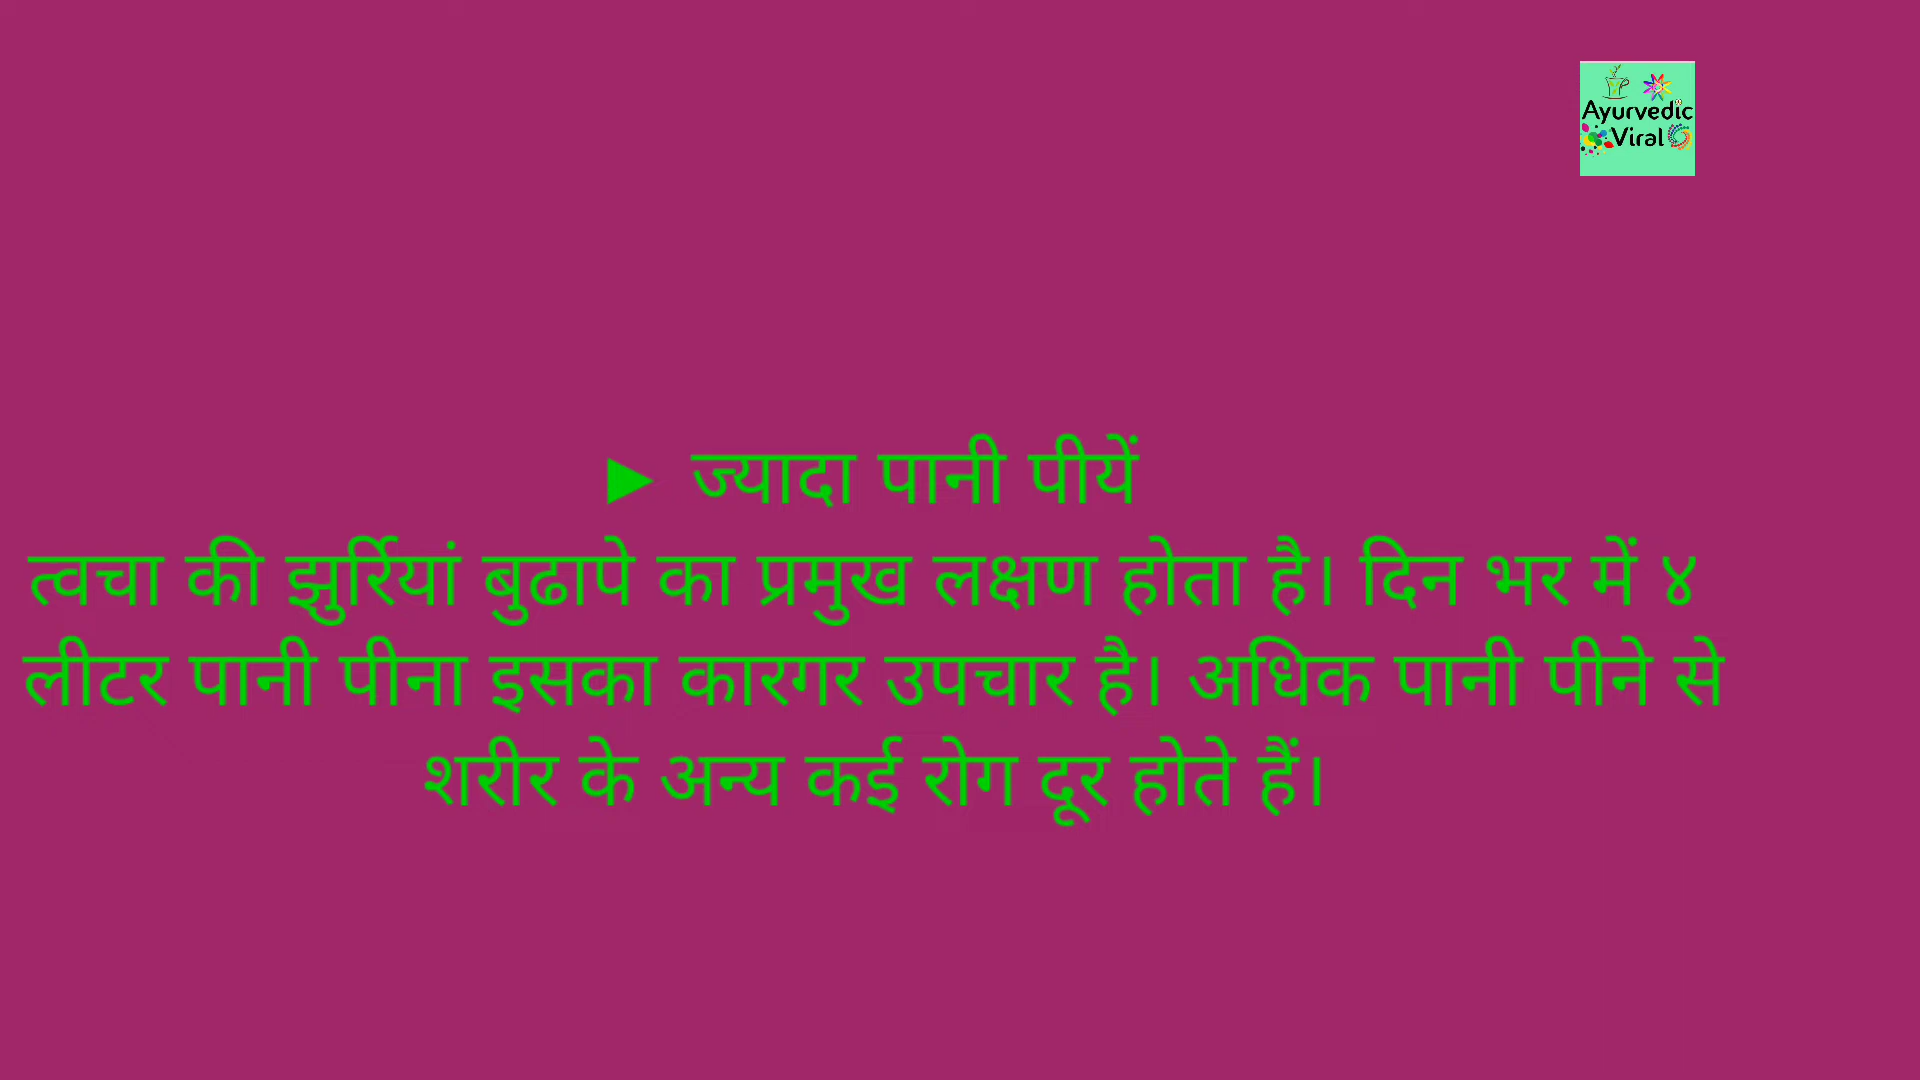 Ayurvedic
Viral
► ज्यादा पानी पीयें
त्वचा की झुर्रियां बुढापे का प्रमुख लक्षण होता है। दिन भर में ४
लीटर पानी पीना इसका कारगर उपचार है। अधिक पानी पीने से
शरीर के अन्य कई रोग दूर होते हैं।